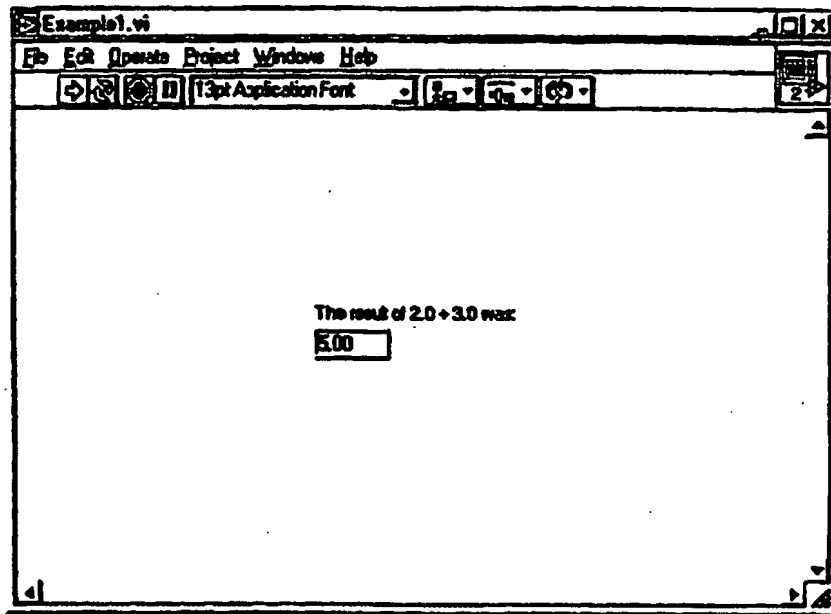 Example1.vi
File Edit Operate Project Windows Help
13pt Application Font
2
The result of 2.0 + 3.0 was:
5.00